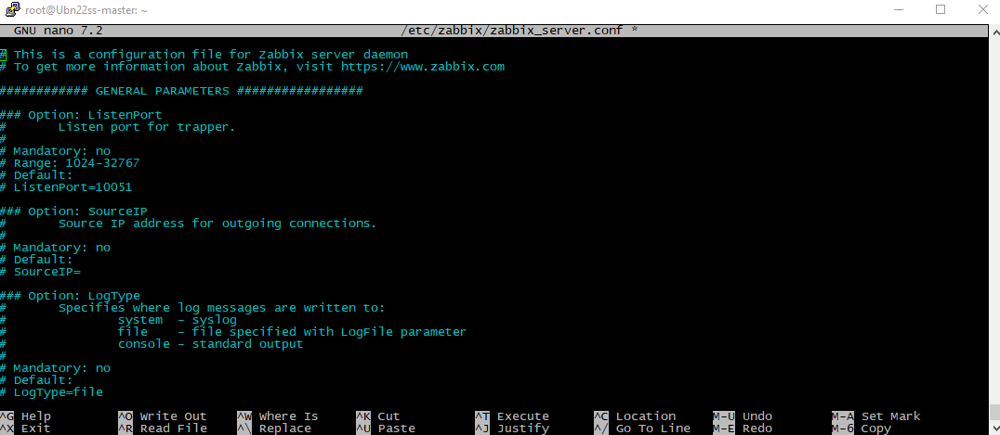 root@Ubn22ss-master: ~
GNU nano 7.2 /etc/zabbix/zabbix_server.conf *
# This is a configuration file for Zabbix server daemon
# To get more information about Zabbix, visit https://www.zabbix.com
############ GENERAL PARAMETERS #################
### Option: ListenPort
# Listen port for trapper.
#
# Mandatory: no
# Range: 1024-32767
# Default:
# ListenPort=10051
### Option: SourceIP
# Source IP address for outgoing connections.
#
# Mandatory: no
# Default:
# SourceIP=
### Option: LogType
# Specifies where log messages are written to:
# system - syslog
# file - file specified with LogFile parameter
# console - standard output
#
# Mandatory: no
# Default:
# LogType=file
^G Help ^O Write Out ^W Where Is ^K Cut ^T Execute ^C Location M-U Undo M-A Set Mark
^X Exit ^R Read File ^\ Replace ^U Paste ^J Justify ^/ Go To Line M-E Redo M-6 Copy